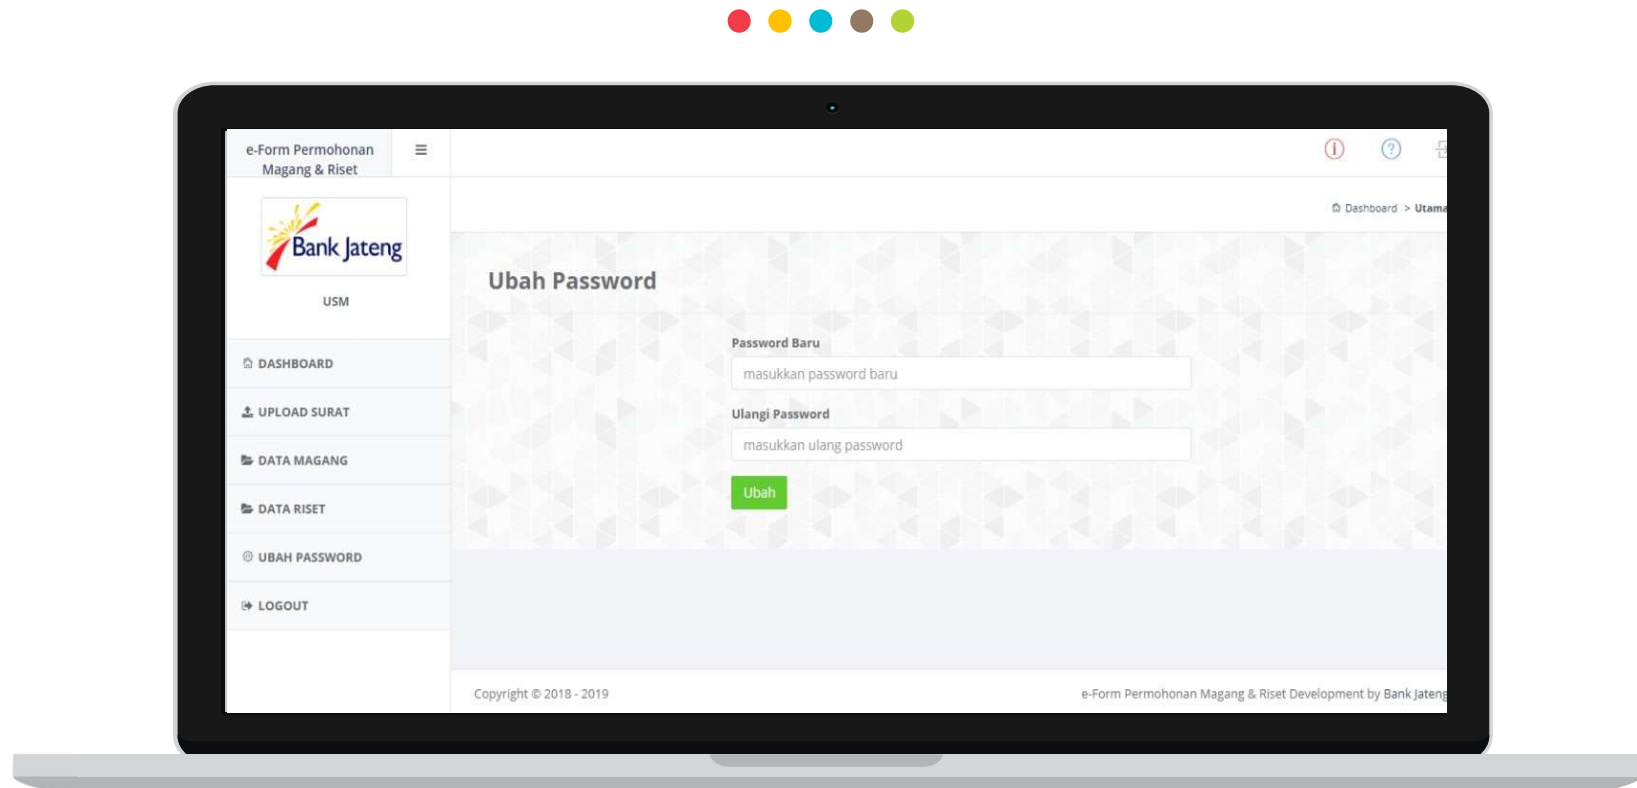 e-Form Permohonan
Magang & Riset
Dashboard > Utama
Bank Jateng
USM
Ubah Password
Password Baru
masukkan password baru
Ulangi Password
masukkan ulang password
Ubah
DASHBOARD
UPLOAD SURAT
DATA MAGANG
DATA RISET
UBAH PASSWORD
LOGOUT
Copyright © 2018 - 2019
e-Form Permohonan Magang & Riset Development by Bank Jateng